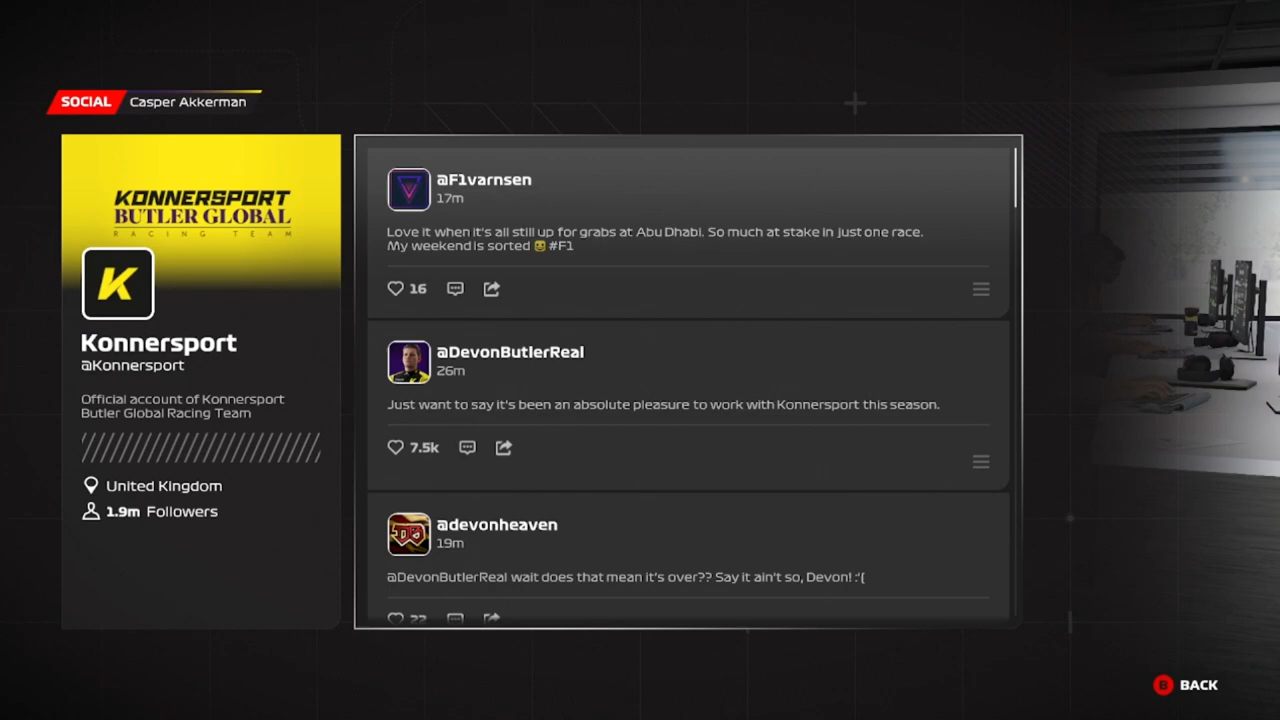 SOCIAL Casper Akkerman
KONNERSPORT
BUTLER GLOBAL
RACING TEAM
K
Konnersport
@Konnersport
Official account of Konnersport
Butler Global Racing Team
United Kingdom
1.9m Followers
@F1varnsen
17m
Love it when it's all still up for grabs at Abu Dhabi. So much at stake in just one race.
My weekend is sorted 😀 #F1
16
@DevonButlerReal
26m
Just want to say it's been an absolute pleasure to work with Konnersport this season.
7.5k
@devonheaven
19m
@DevonButlerReal wait does that mean it's over?? Say it ain't so, Devon! :'(
22
B BACK